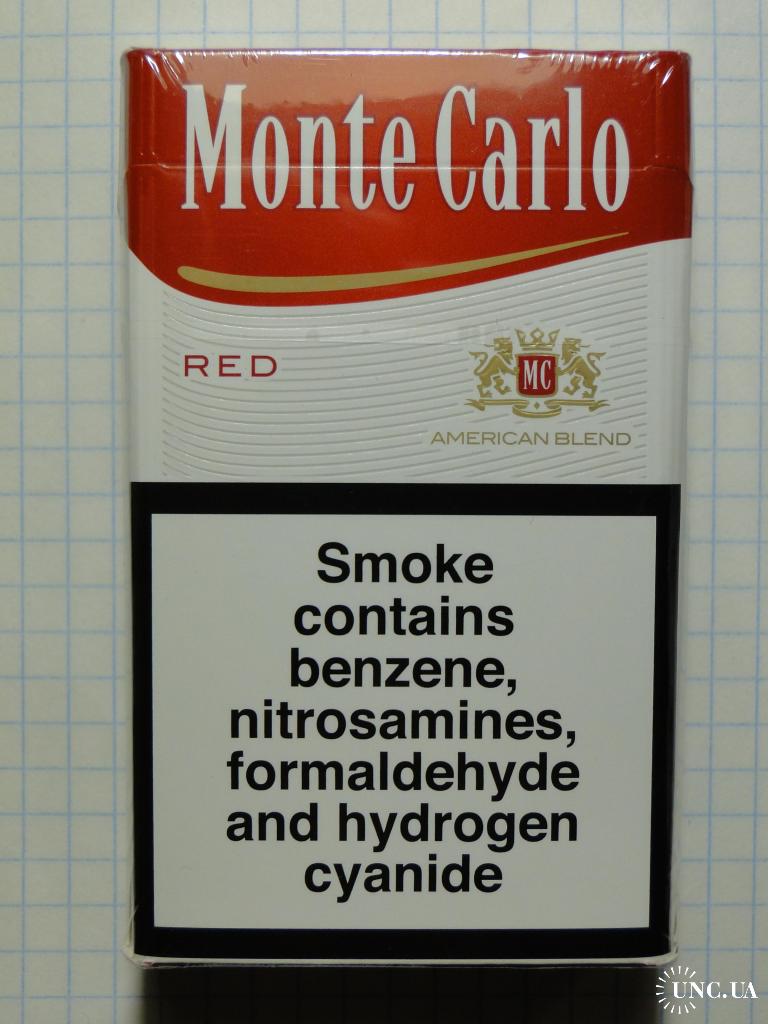 Monte Carlo
RED
MC
AMERICAN BLEND
Smoke
contains
benzene,
nitrosamines,
formaldehyde
and hydrogen
cyanide
UNC.UA